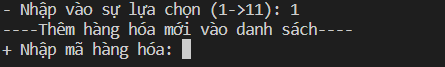 - Nhập vào sự lựa chọn (1->11): 1
----Thêm hàng hóa mới vào danh sách----
+ Nhập mã hàng hóa: